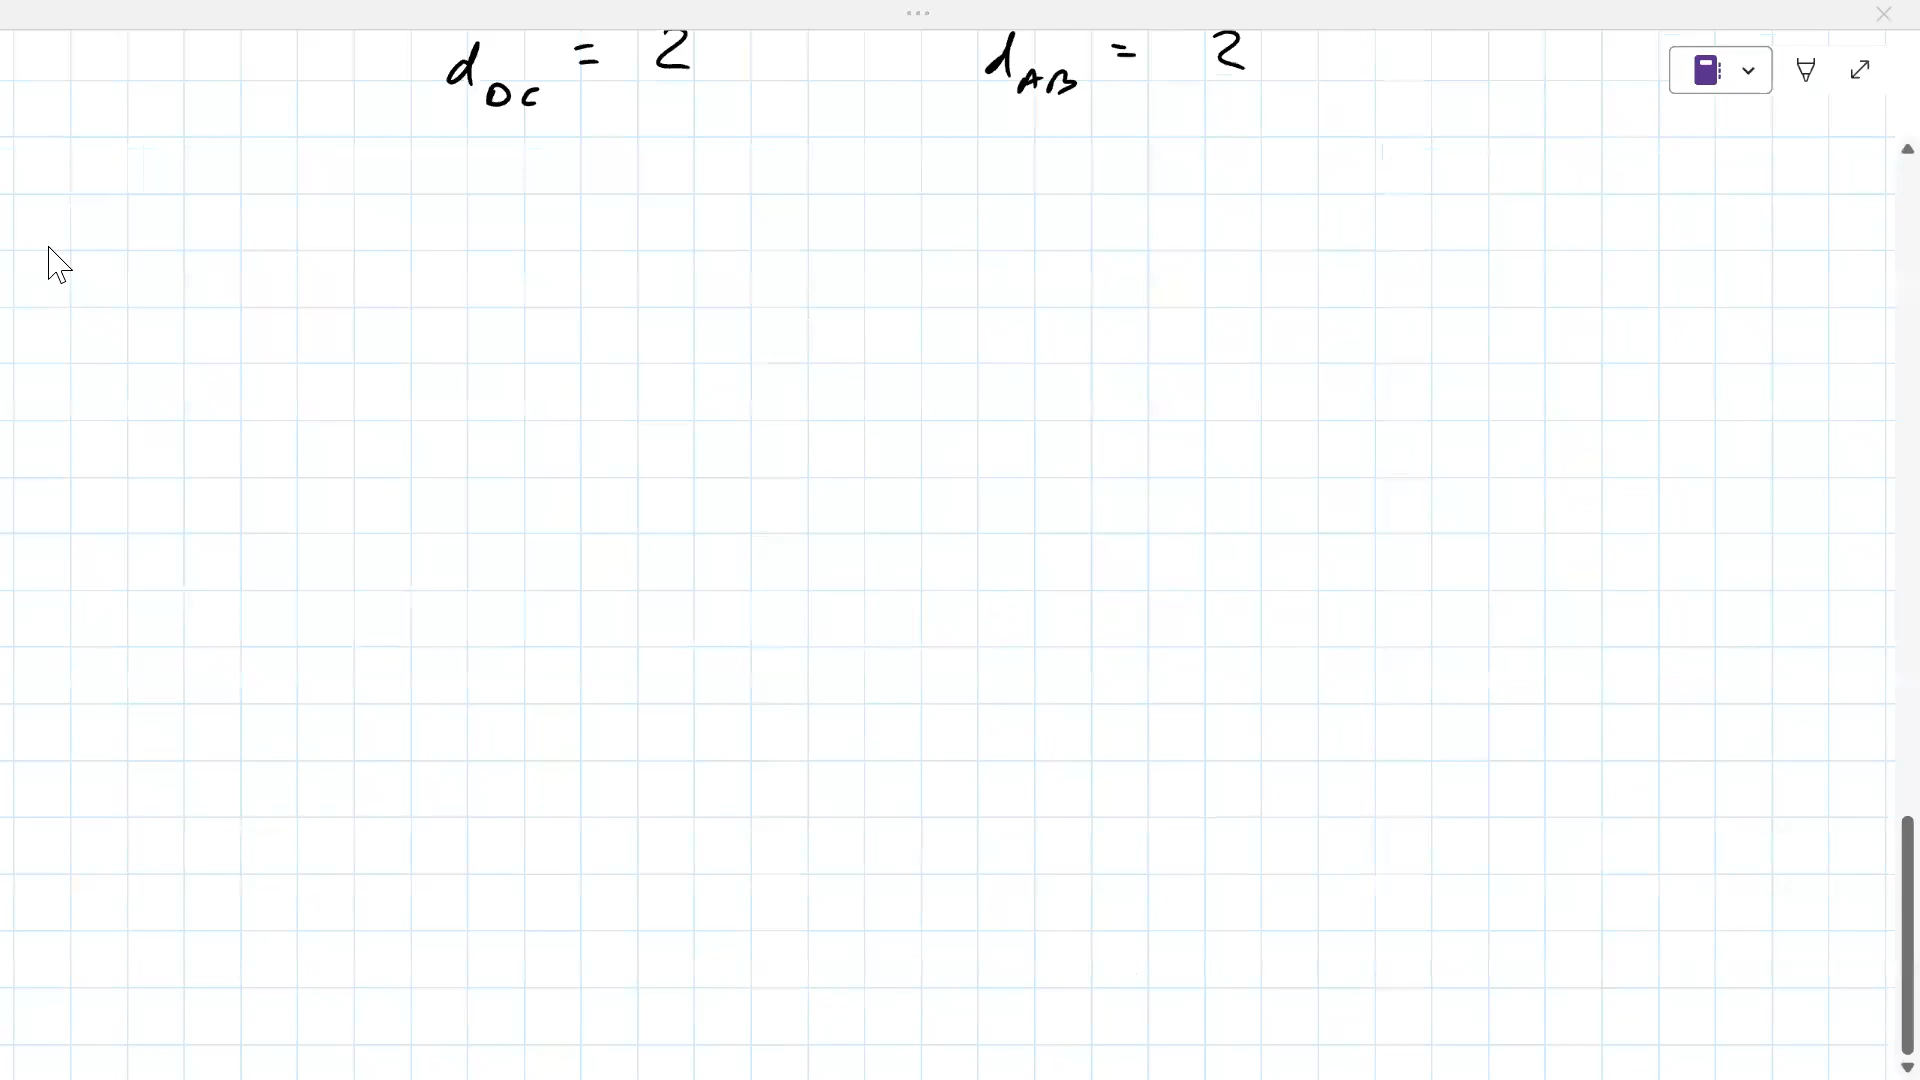 d_DC = 2 d_AB = 2